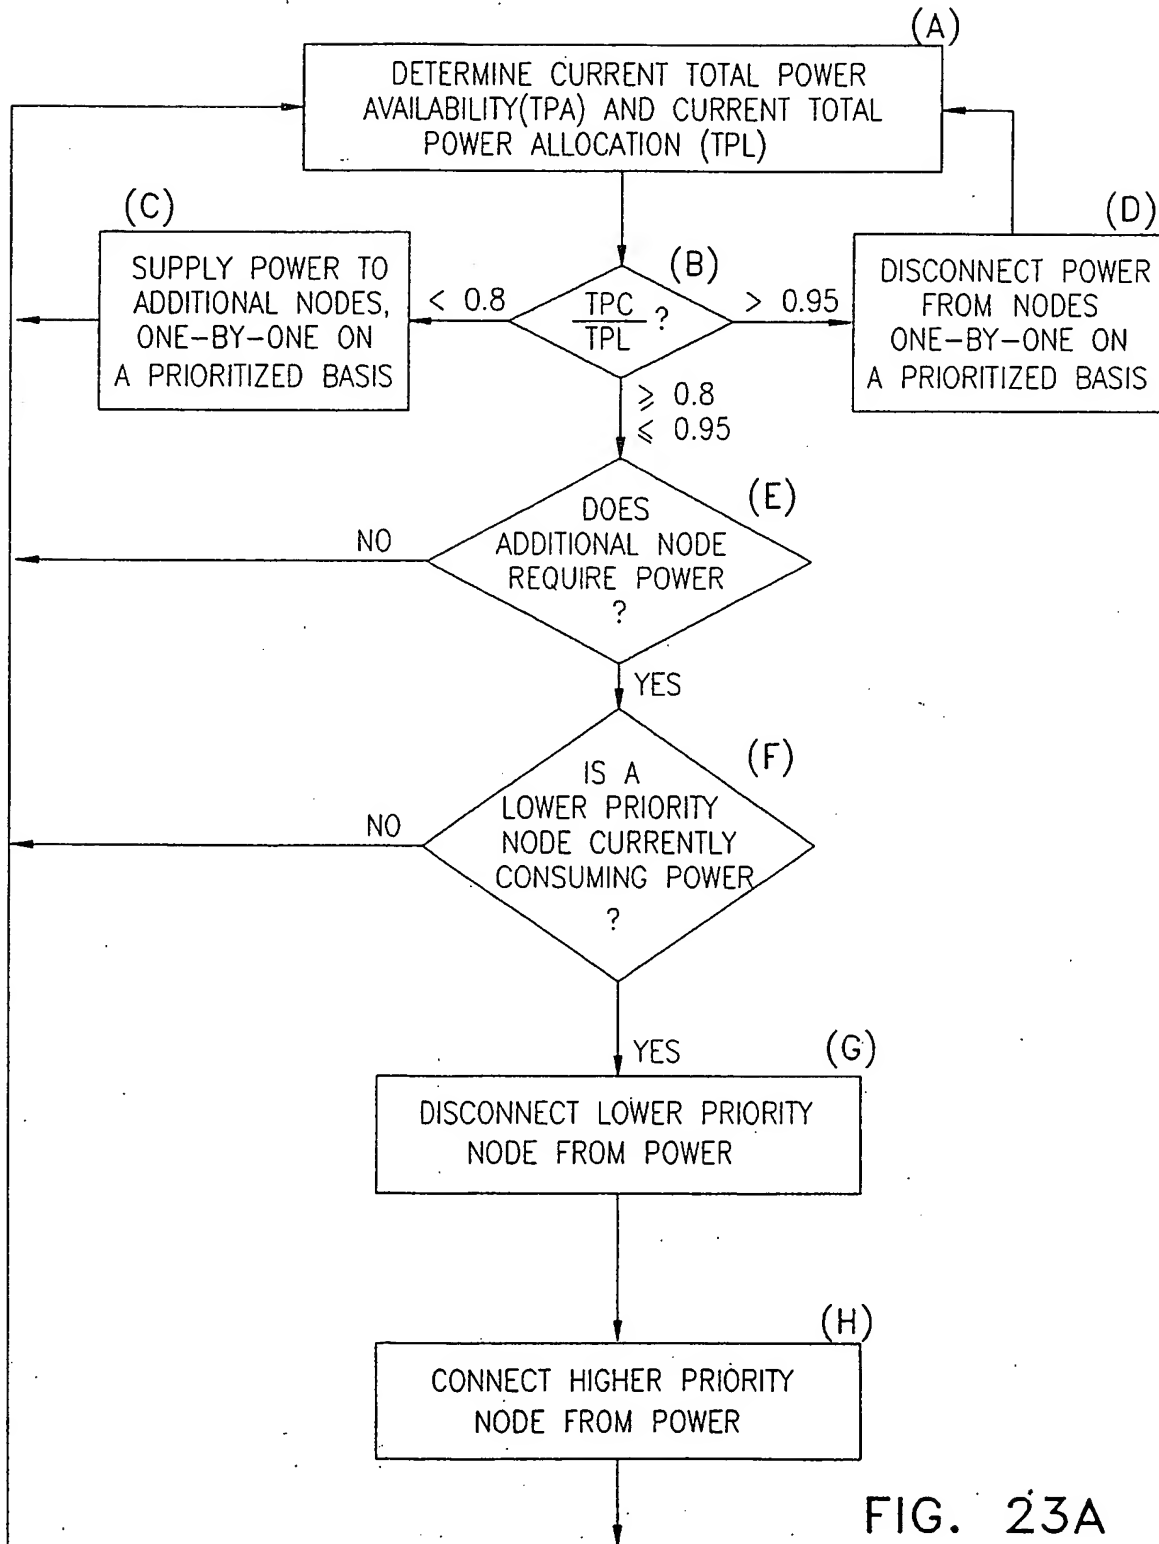 (A)
DETERMINE CURRENT TOTAL POWER
AVAILABILITY(TPA) AND CURRENT TOTAL
POWER ALLOCATION (TPL)
(C)
SUPPLY POWER TO
ADDITIONAL NODES,
ONE-BY-ONE ON
A PRIORITIZED BASIS
< 0.8
(B)
TPC
TPL
?
> 0.95
(D)
DISCONNECT POWER
FROM NODES
ONE-BY-ONE ON
A PRIORITIZED BASIS
⩾ 0.8
⩽ 0.95
(E)
DOES
ADDITIONAL NODE
REQUIRE POWER
?
NO
YES
(F)
IS A
LOWER PRIORITY
NODE CURRENTLY
CONSUMING POWER
?
NO
YES
(G)
DISCONNECT LOWER PRIORITY
NODE FROM POWER
(H)
CONNECT HIGHER PRIORITY
NODE FROM POWER
FIG. 23A